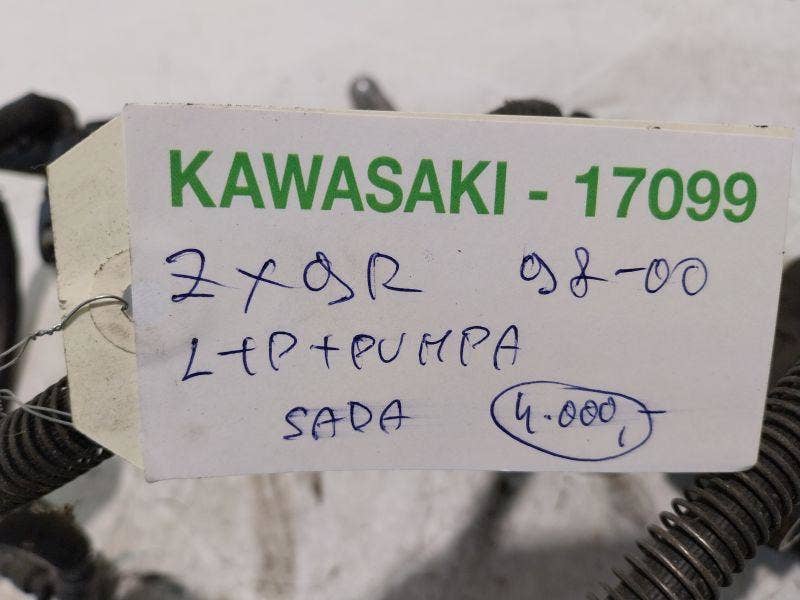 KAWASAKI - 17099
ZX9R 98-00
L+P+PUMPA
SADA 4.000,-